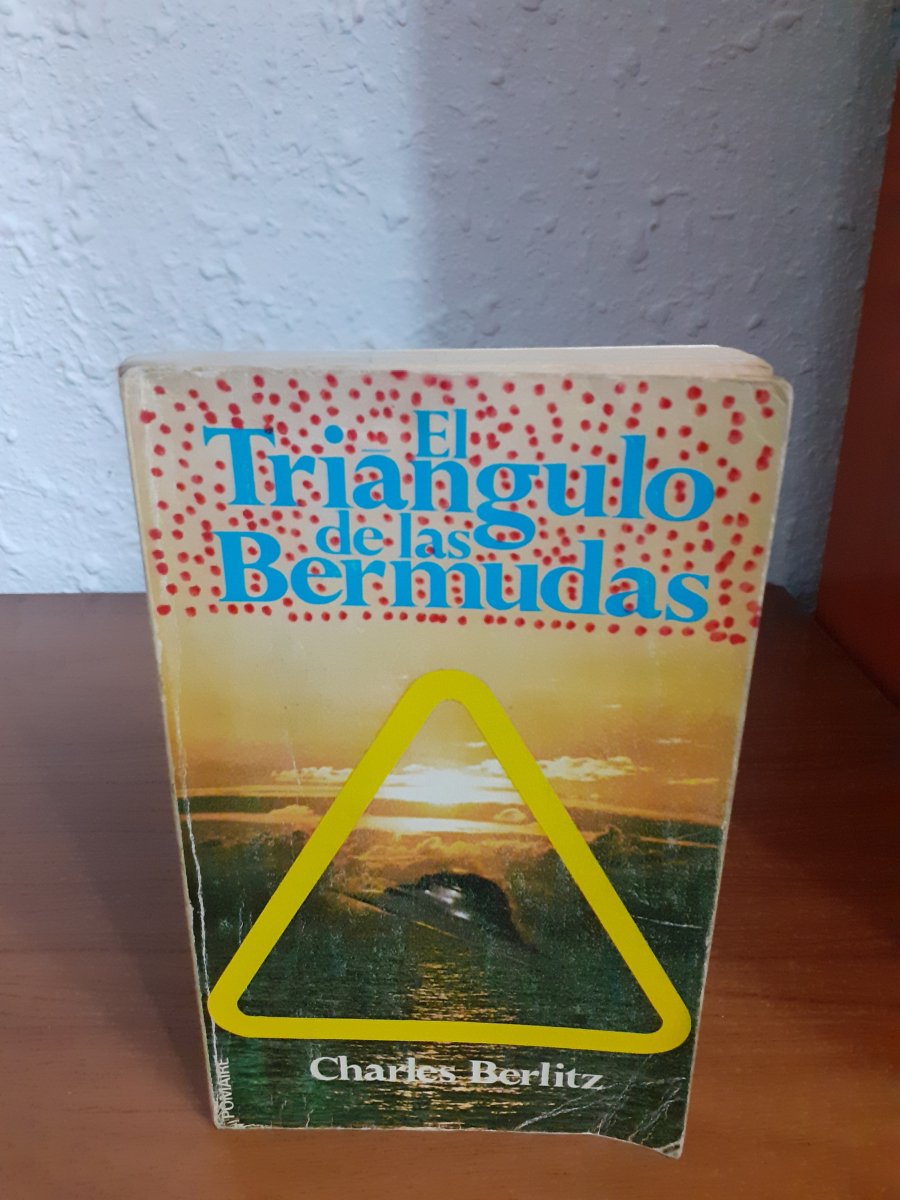 El
Triángulo
de las
Bermudas
Charles Berlitz
POMAIRE